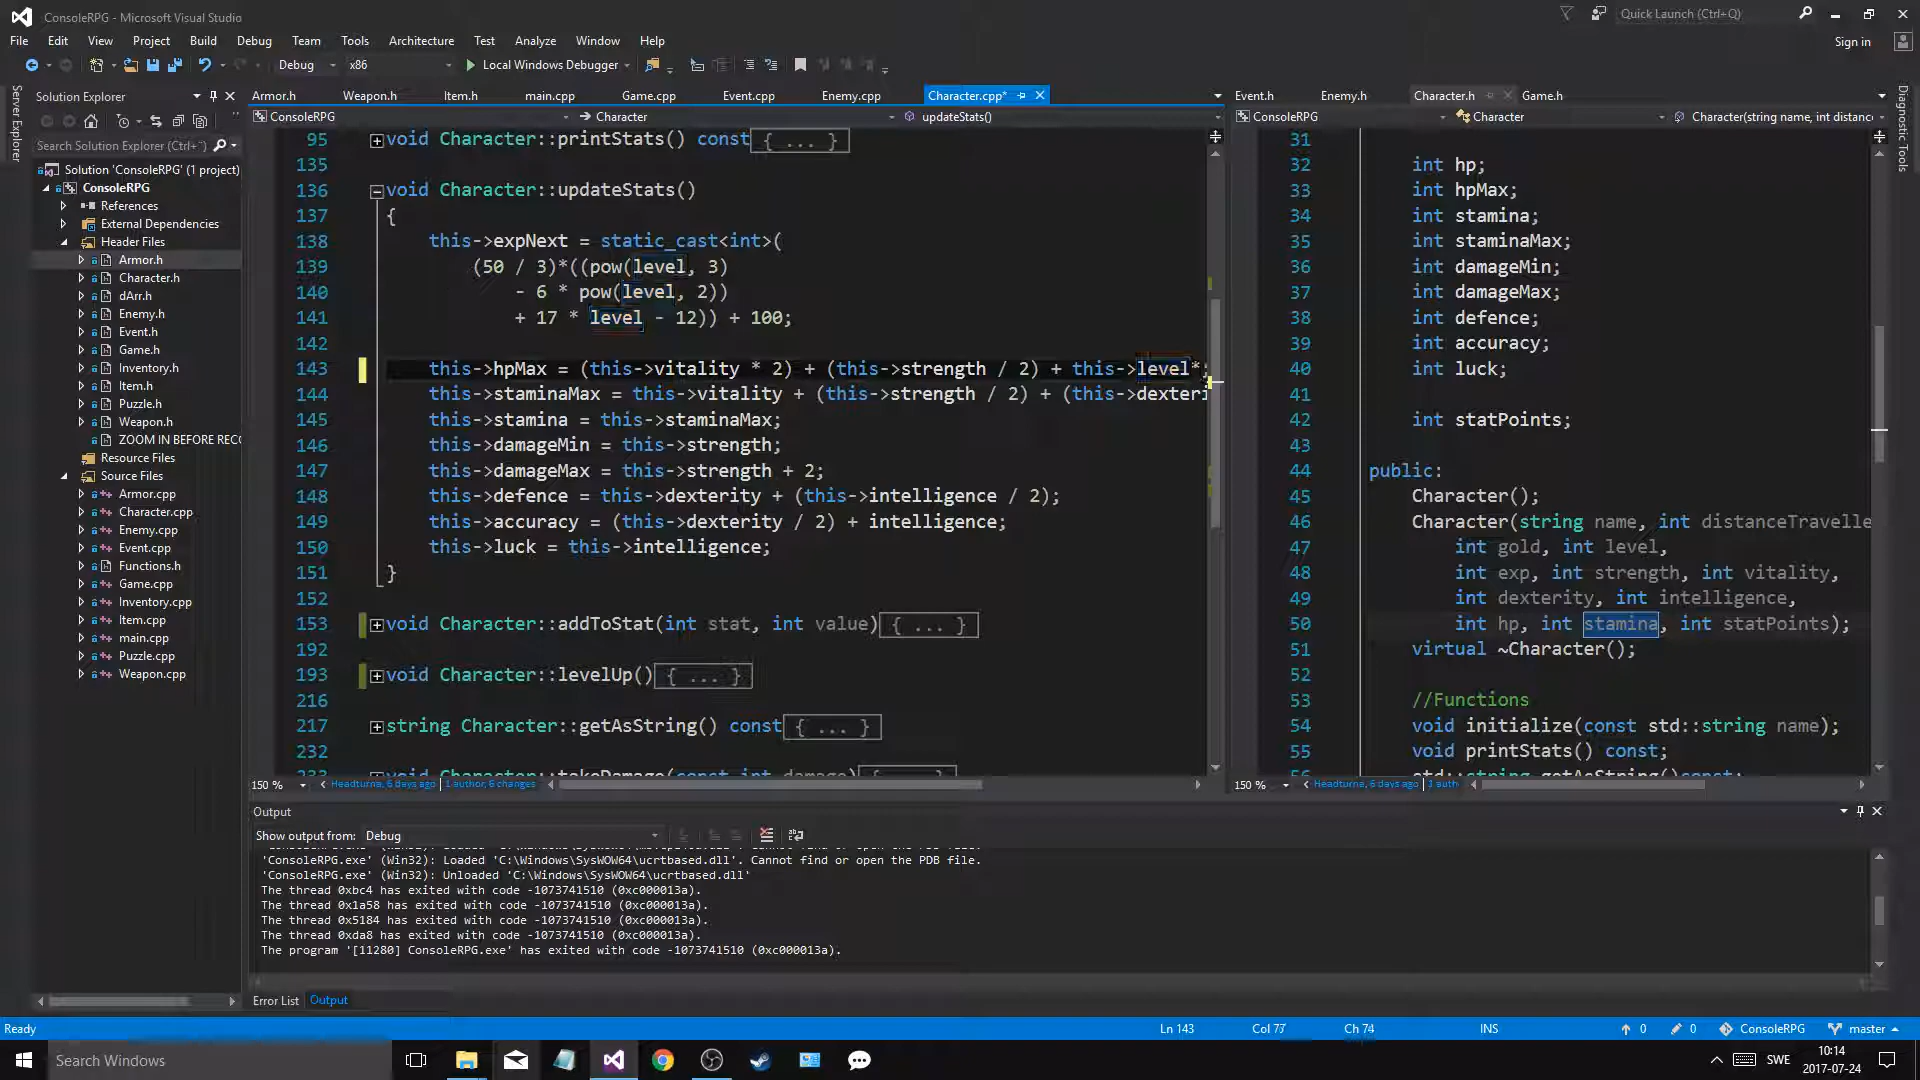 ConsoleRPG - Microsoft Visual Studio
Quick Launch (Ctrl+Q)
File Edit View Project Build Debug Team Tools Architecture Test Analyze Window Help
Sign in
Debug x86 Local Windows Debugger
Server Explorer
Solution Explorer
Search Solution Explorer (Ctrl+
Solution 'ConsoleRPG' (1 project)
ConsoleRPG
References
External Dependencies
Header Files
Armor.h
Character.h
dArr.h
Enemy.h
Event.h
Game.h
Inventory.h
Item.h
Puzzle.h
Weapon.h
ZOOM IN BEFORE REC
Resource Files
Source Files
Armor.cpp
Character.cpp
Enemy.cpp
Event.cpp
Functions.h
Game.cpp
Inventory.cpp
Item.cpp
main.cpp
Puzzle.cpp
Weapon.cpp
Armor.h Weapon.h Item.h main.cpp Game.cpp Event.cpp Enemy.cpp Character.cpp*
ConsoleRPG Character updateStats()
95 void Character::printStats() const{ ... }
135
136 void Character::updateStats()
137 {
138 this->expNext = static_cast<int>(
139 (50 / 3)*((pow(level, 3)
140 - 6 * pow(level, 2))
141 + 17 * level - 12)) + 100;
142
143 this->hpMax = (this->vitality * 2) + (this->strength / 2) + this->level*;
144 this->staminaMax = this->vitality + (this->strength / 2) + (this->dexteri
145 this->stamina = this->staminaMax;
146 this->damageMin = this->strength;
147 this->damageMax = this->strength + 2;
148 this->defence = this->dexterity + (this->intelligence / 2);
149 this->accuracy = (this->dexterity / 2) + intelligence;
150 this->luck = this->intelligence;
151 }
152
153 void Character::addToStat(int stat, int value){ ... }
192
193 void Character::levelUp(){ ... }
216
217 string Character::getAsString() const{ ... }
232
233 void Character::takeDamage(const int damage){ ... }
150 % Headturna, 6 days ago | 1 author, 6 changes
Event.h Enemy.h Character.h Game.h
ConsoleRPG Character Character(string name, int distanc
31
32 int hp;
33 int hpMax;
34 int stamina;
35 int staminaMax;
36 int damageMin;
37 int damageMax;
38 int defence;
39 int accuracy;
40 int luck;
41
42 int statPoints;
43
44 public:
45 Character();
46 Character(string name, int distanceTravelle
47 int gold, int level,
48 int exp, int strength, int vitality,
49 int dexterity, int intelligence,
50 int hp, int stamina, int statPoints);
51 virtual ~Character();
52
53 //Functions
54 void initialize(const std::string name);
55 void printStats() const;
56 std::string getAsString()const;
150 % Headturna, 6 days ago | 1 auth
Diagnostic Tools
Output
Show output from: Debug
'ConsoleRPG.exe' (Win32): Loaded 'C:\Windows\SysWOW64\ucrtbased.dll'. Cannot find or open the PDB file.
'ConsoleRPG.exe' (Win32): Unloaded 'C:\Windows\SysWOW64\ucrtbased.dll'
The thread 0xbc4 has exited with code -1073741510 (0xc000013a).
The thread 0x1a58 has exited with code -1073741510 (0xc000013a).
The thread 0x5184 has exited with code -1073741510 (0xc000013a).
The thread 0xda8 has exited with code -1073741510 (0xc000013a).
The program '[11280] ConsoleRPG.exe' has exited with code -1073741510 (0xc000013a).
Error List Output
Ready Ln 143 Col 77 Ch 74 INS 0 0 ConsoleRPG master
Search Windows
SWE
10:14
2017-07-24